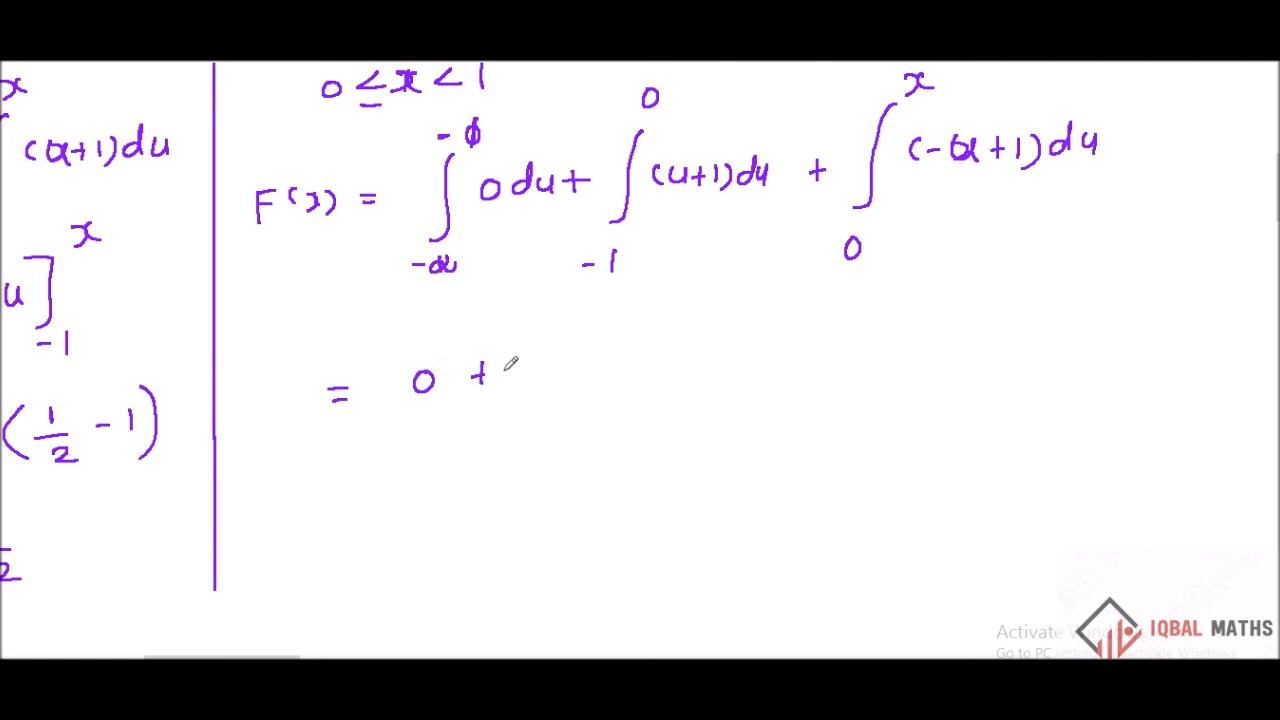 x
(x+1)du
x
u]
-1
(1/2 - 1)
2
0 ≤ x < 1
F(x) = ∫_{-∞}^{-1} 0 du + ∫_{-1}^{0} (u+1)du + ∫_{0}^{x} (-u+1)du
= 0 +
Activate Windows
Go to PC settings to Activate Windows
IQBAL MATHS